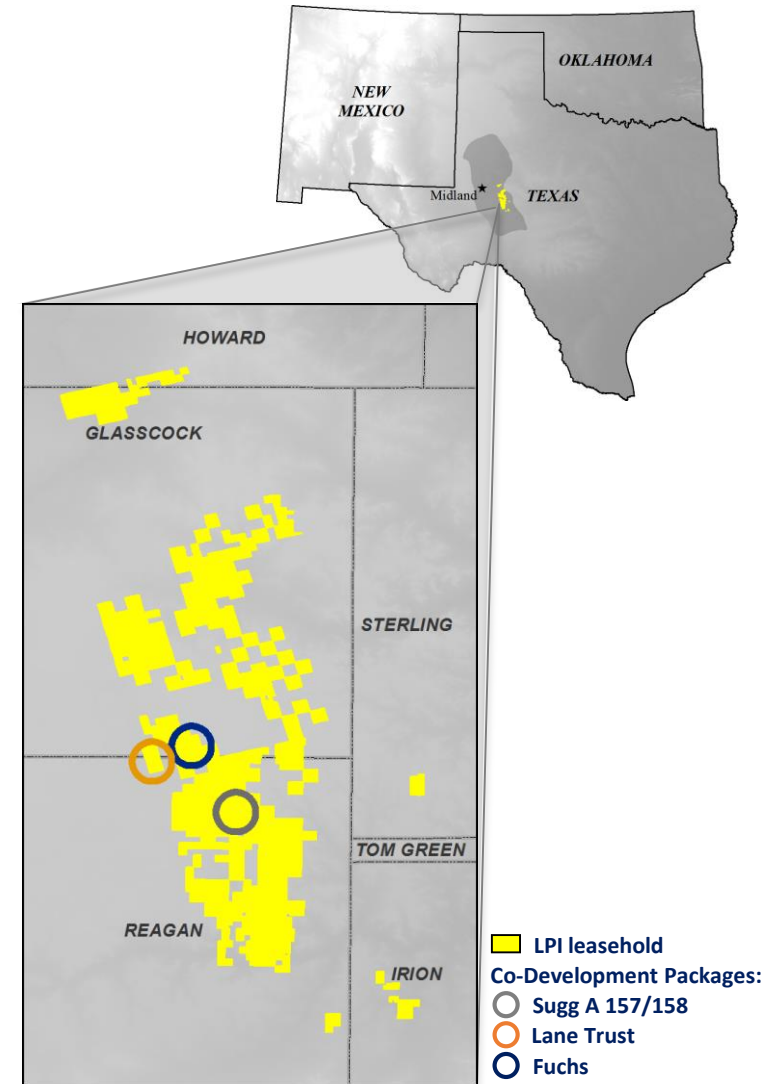 OKLAHOMA
NEW
MEXICO
Midland
TEXAS
HOWARD
GLASSCOCK
STERLING
TOM GREEN
REAGAN
IRION
LPI leasehold
Co-Development Packages:
Sugg A 157/158
Lane Trust
Fuchs